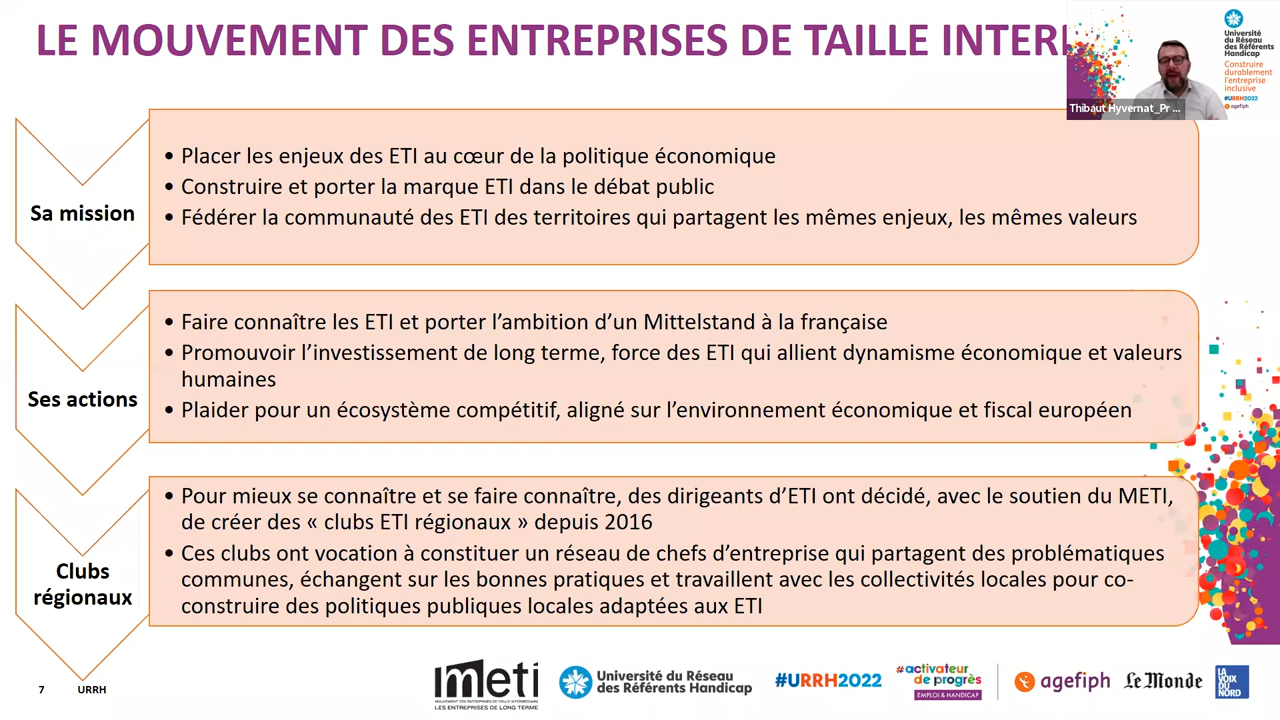 LE MOUVEMENT DES ENTREPRISES DE TAILLE
Université
du Réseau
des Référents
Handicap
Construire
durablement
l'entreprise
inclusive
#URRH2022
agefiph
Thibaut Hyvernat_Pr ...
Sa mission
• Placer les enjeux des ETI au cœur de la politique économique
• Construire et porter la marque ETI dans le débat public
• Fédérer la communauté des ETI des territoires qui partagent les mêmes enjeux, les mêmes valeurs
Ses actions
• Faire connaître les ETI et porter l’ambition d’un Mittelstand à la française
• Promouvoir l’investissement de long terme, force des ETI qui allient dynamisme économique et valeurs
humaines
• Plaider pour un écosystème compétitif, aligné sur l’environnement économique et fiscal européen
Clubs
régionaux
• Pour mieux se connaître et se faire connaître, des dirigeants d’ETI ont décidé, avec le soutien du METI,
de créer des « clubs ETI régionaux » depuis 2016
• Ces clubs ont vocation à constituer un réseau de chefs d’entreprise qui partagent des problématiques
communes, échangent sur les bonnes pratiques et travaillent avec les collectivités locales pour co-
construire des politiques publiques locales adaptées aux ETI
7 URRH
meti
MOUVEMENT DES ENTREPRISES DE TAILLE INTERMÉDIAIRE
LES ENTREPRISES DE LONG TERME
Université du Réseau
des Référents Handicap
#URRH2022
#activateur
de progrès
EMPLOI & HANDICAP
agefiph
Le Monde
LA
VOIX
DU
NORD